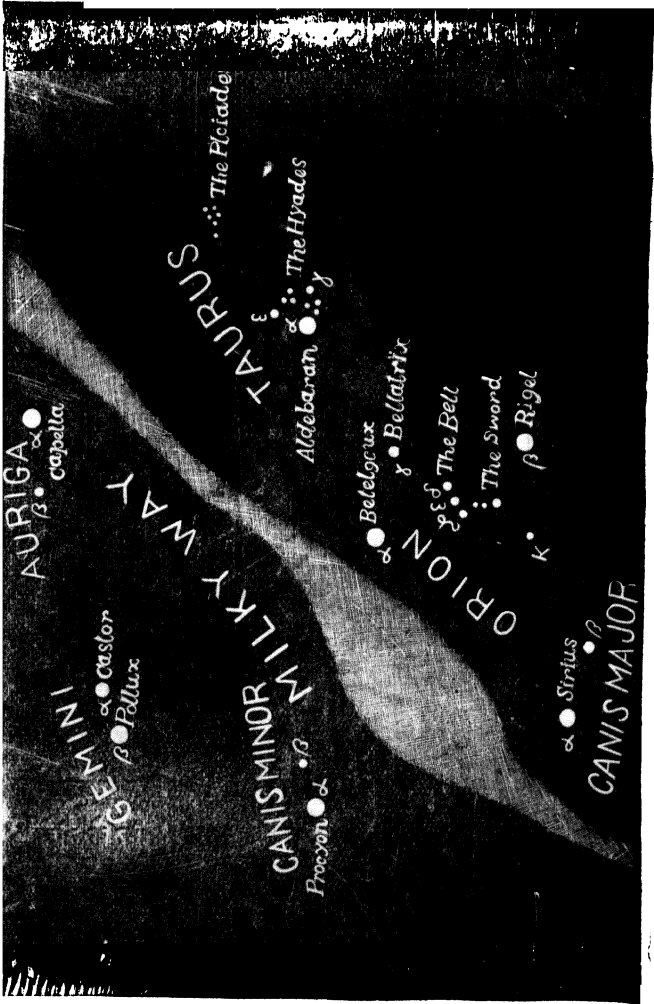 AURIGA
β
α
Capella
GEMINI
α Castor
β Pollux
MILKY WAY
TAURUS
The Pleiade
ε
The Hyades
α
γ
Aldebaran
CANIS MINOR
β
Procyon α
α Betelgeux
γ Bellatrix
ORION
ζ ε δ
The Belt
The Sword
β Rigel
K
α Sirius
β
CANIS MAJOR